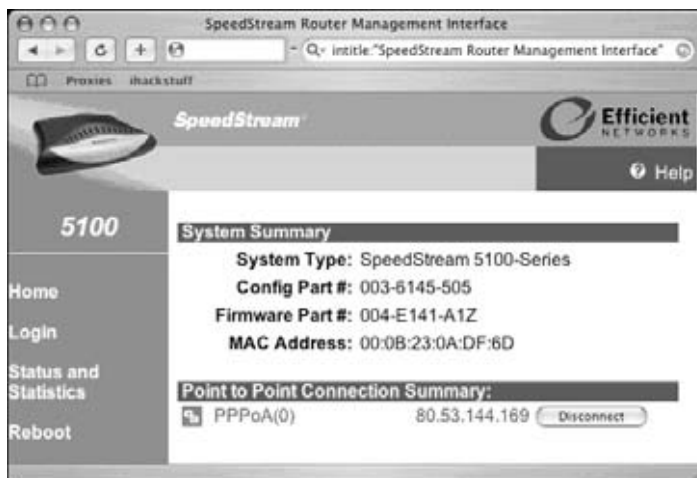 SpeedStream Router Management Interface
intitle:"SpeedStream Router Management Interface"
Proxies ihackstuff
SpeedStream
Efficient
NETWORKS
? Help
5100
Home
Login
Status and
Statistics
Reboot
System Summary
System Type: SpeedStream 5100-Series
Config Part #: 003-6145-505
Firmware Part #: 004-E141-A1Z
MAC Address: 00:0B:23:0A:DF:6D
Point to Point Connection Summary:
PPPoA(0) 80.53.144.169 Disconnect